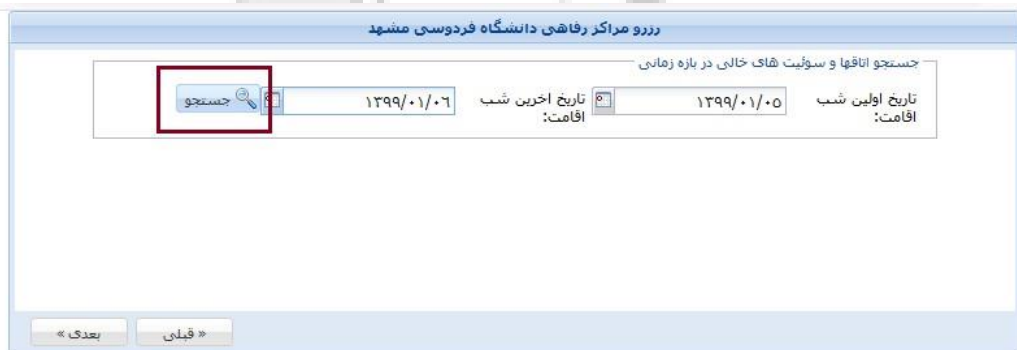 رزرو مراکز رفاهی دانشگاه فردوسی مشهد
جستجو اتاقها و سوئیت های خالی در بازه زمانی
تاریخ اولین شب اقامت:
۱۳۹۹/۰۱/۰۵
تاریخ اخرین شب اقامت:
۱۳۹۹/۰۱/۰۶
جستجو
« قبلی
بعدی »